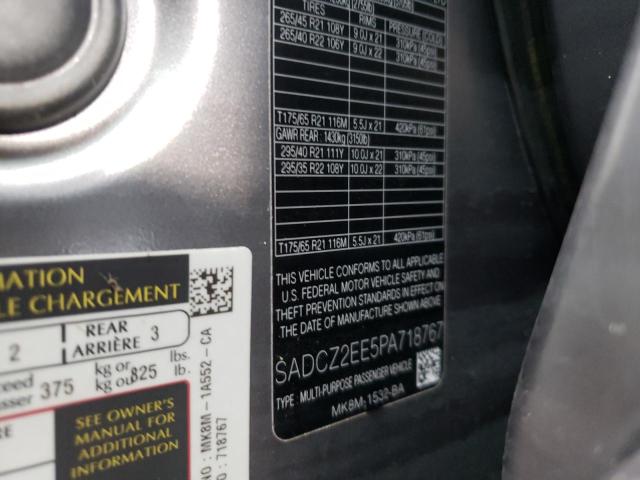 265/45 R21 108Y 9.0J x 21 310kPa (45psi)
265/40 R22 106Y 9.0J x 22 310kPa (45psi)
T175/65 R21 116M 5.5J x 21 420kPa (61psi)
GAWR REAR : 1430kg (3150lb)
295/40 R21 111Y 10.0J x 21 310kPa (45psi)
295/35 R22 108Y 10.0J x 22 310kPa (45psi)
T175/65 R21 116M 5.5J x 21 420kPa (61psi)
THIS VEHICLE CONFORMS TO ALL APPLICABLE
U.S. FEDERAL MOTOR VEHICLE SAFETY AND
THEFT PREVENTION STANDARDS IN EFFECT ON
THE DATE OF MANUFACTURE SHOWN ABOVE
SADCZ2EE5PA718767
TYPE : MULTI-PURPOSE PASSENGER VEHICLE
MK8M-1532-BA
MATION
LE CHARGEMENT
2 REAR
ARRIÈRE 3
375 kg or
kg ou 825 lbs.
lb.
SEE OWNER'S
MANUAL FOR
ADDITIONAL
INFORMATION
NO : MK8M-1A552-CA
: 718767